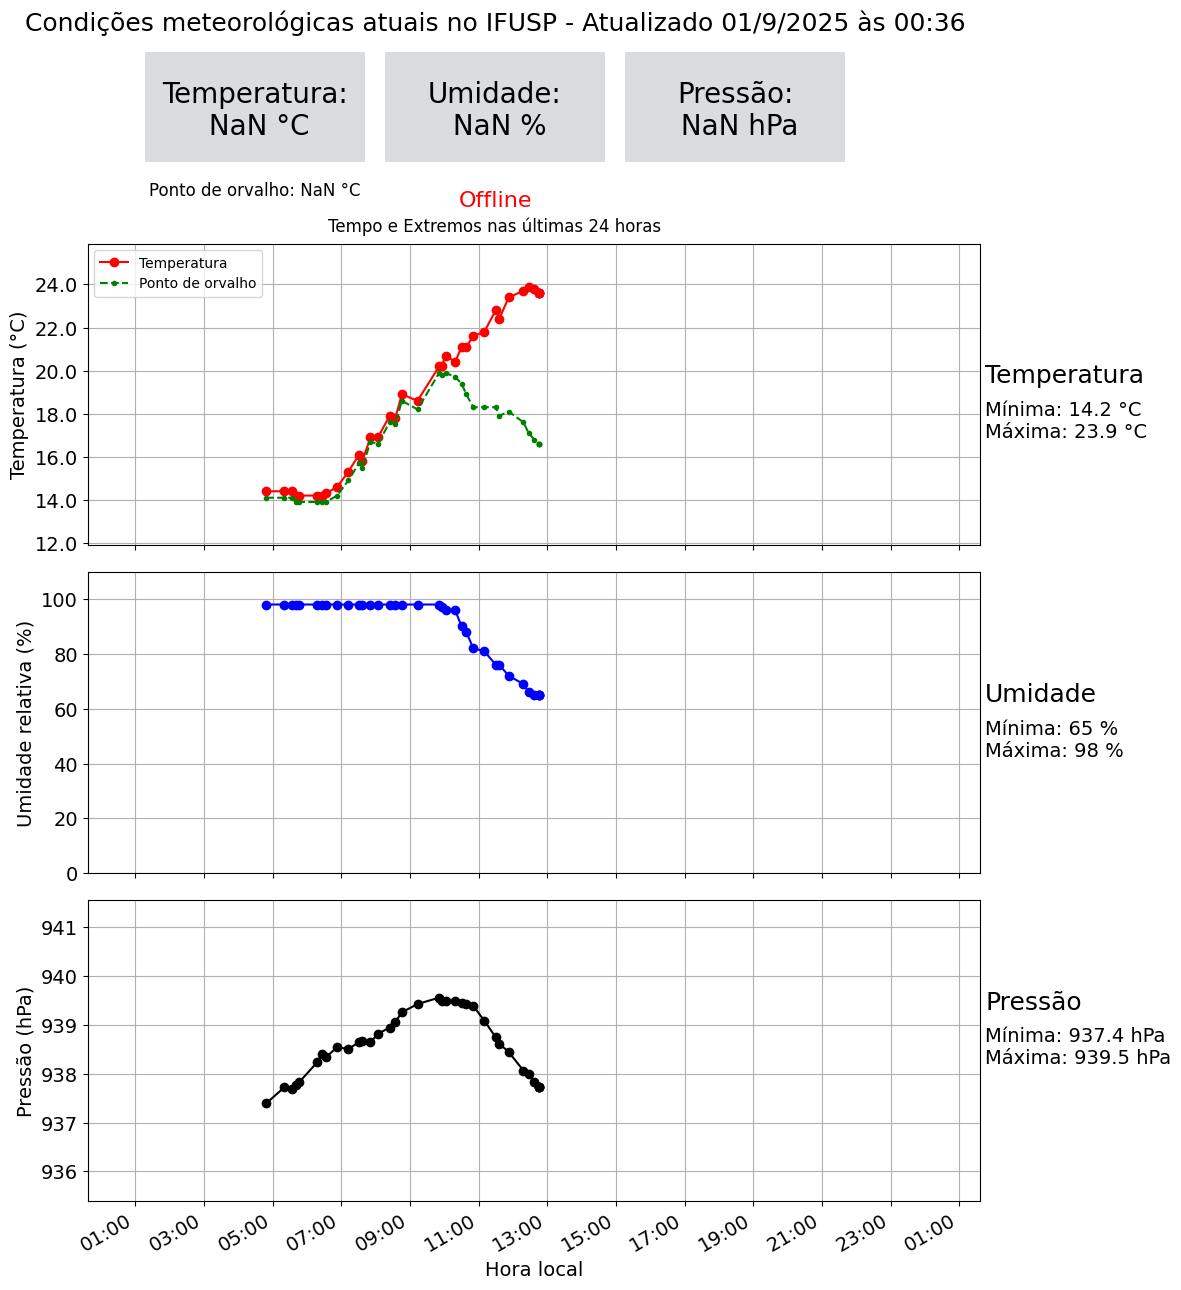 Condições meteorológicas atuais no IFUSP - Atualizado 01/9/2025 às 00:36
Temperatura:
NaN °C
Umidade:
NaN %
Pressão:
NaN hPa
Ponto de orvalho: NaN °C
Offline
Tempo e Extremos nas últimas 24 horas
Temperatura
Ponto de orvalho
Temperatura (°C)
24.0
22.0
20.0
18.0
16.0
14.0
12.0
Temperatura
Mínima: 14.2 °C
Máxima: 23.9 °C
Umidade relativa (%)
100
80
60
40
20
0
Umidade
Mínima: 65 %
Máxima: 98 %
Pressão (hPa)
941
940
939
938
937
936
Pressão
Mínima: 937.4 hPa
Máxima: 939.5 hPa
01:00 03:00 05:00 07:00 09:00 11:00 13:00 15:00 17:00 19:00 21:00 23:00 01:00
Hora local